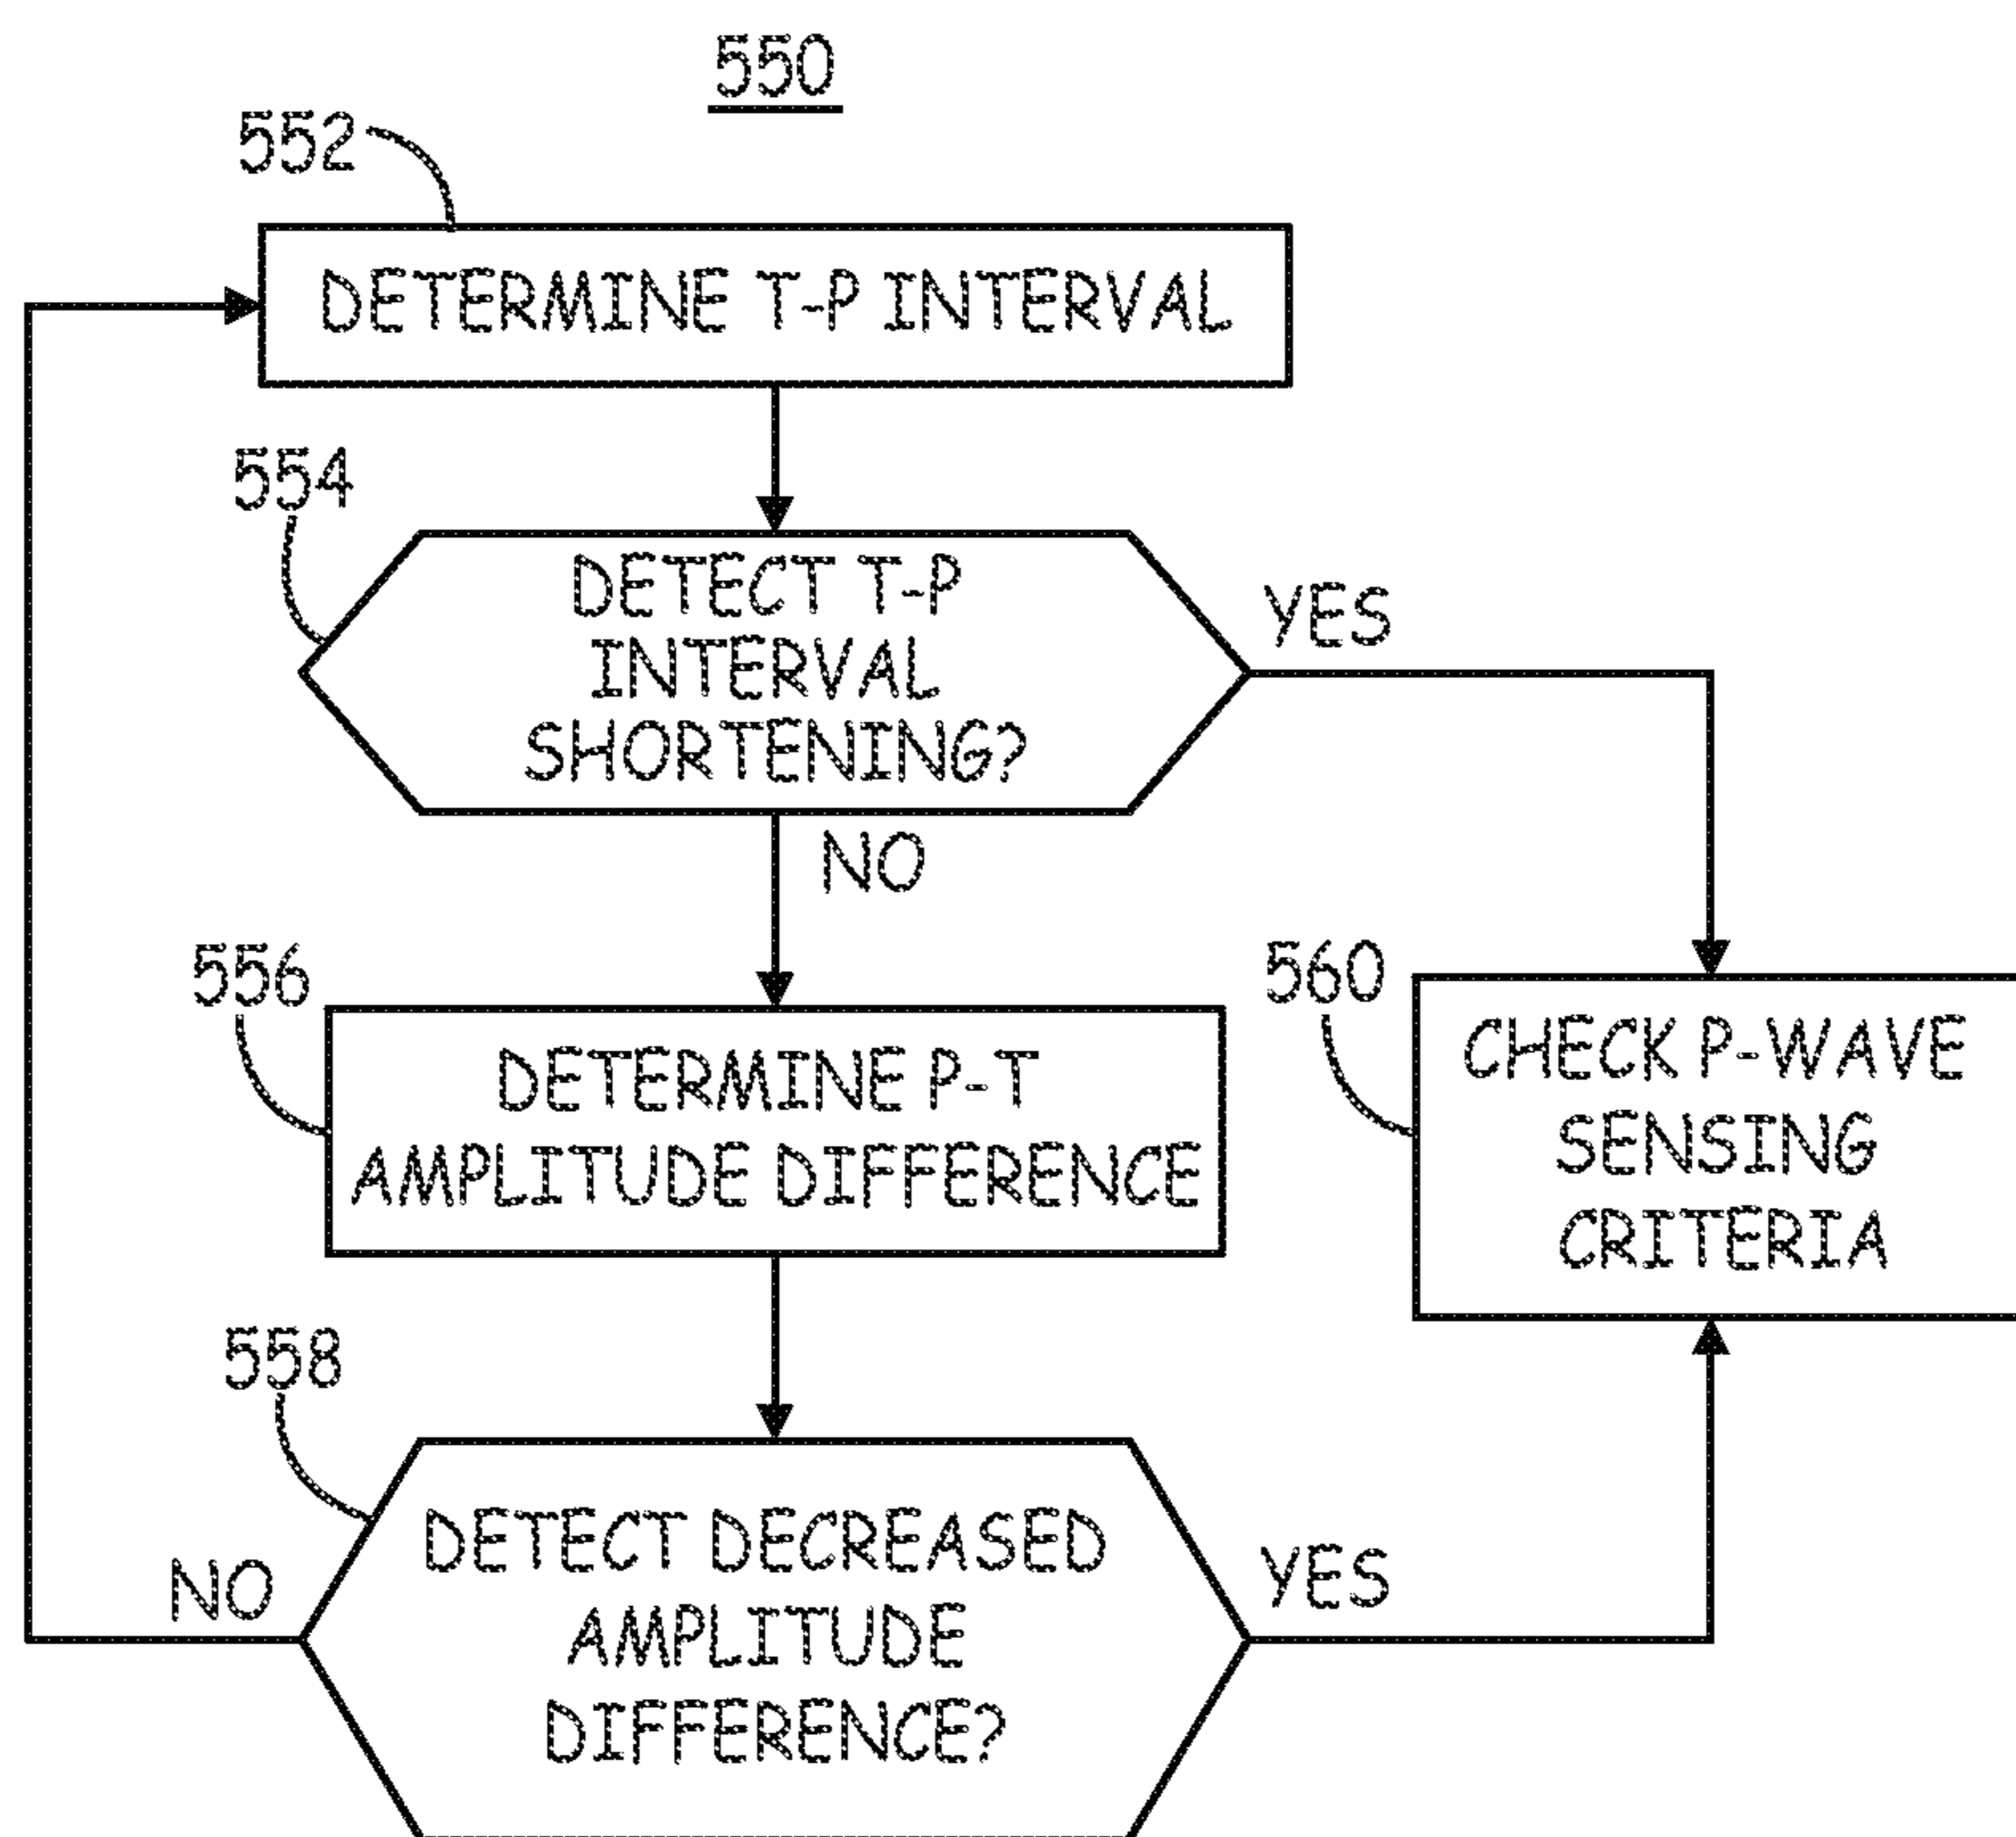 550
552
DETERMINE T-P INTERVAL
554
DETECT T-P
INTERVAL
SHORTENING?
YES
NO
556
DETERMINE P-T
AMPLITUDE DIFFERENCE
560
CHECK P-WAVE
SENSING
CRITERIA
558
DETECT DECREASED
AMPLITUDE
DIFFERENCE?
NO
YES